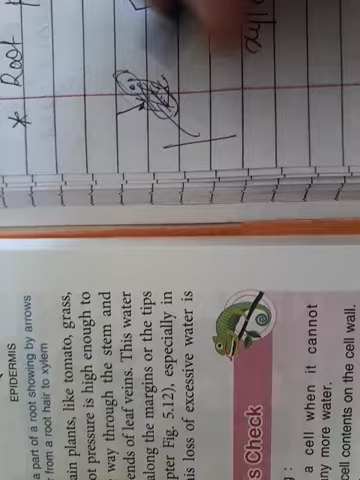 * Root
EPIDERMIS
a part of a root showing by arrows
from a root hair to xylem
ain plants, like tomato, grass,
ot pressure is high enough to
way through the stem and
ends of leaf veins. This water
along the margins or the tips
pter Fig. 5.12), especially in
is loss of excessive water is
s Check
:
a cell when it cannot
ny more water.
cell contents on the cell wall.